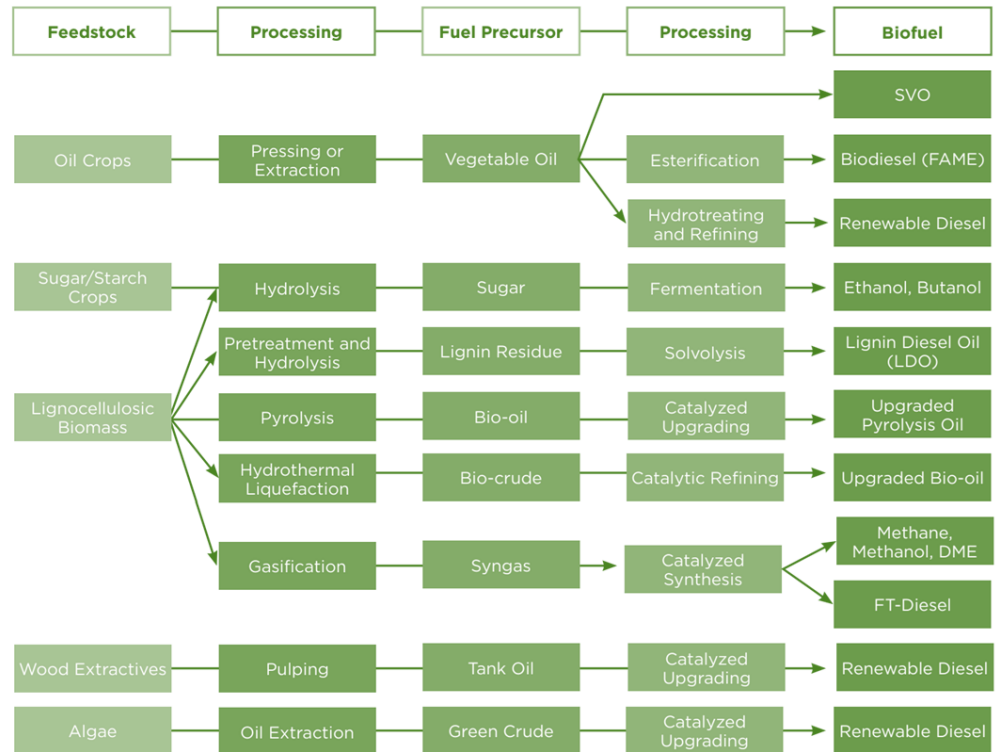 Feedstock
Processing
Fuel Precursor
Processing
Biofuel
SVO
Oil Crops
Pressing or
Extraction
Vegetable Oil
Esterification
Biodiesel (FAME)
Hydrotreating
and Refining
Renewable Diesel
Sugar/Starch
Crops
Hydrolysis
Sugar
Fermentation
Ethanol, Butanol
Pretreatment and
Hydrolysis
Lignin Residue
Solvolysis
Lignin Diesel Oil
(LDO)
Lignocellulosic
Biomass
Pyrolysis
Bio-oil
Catalyzed
Upgrading
Upgraded
Pyrolysis Oil
Hydrothermal
Liquefaction
Bio-crude
Catalytic Refining
Upgraded Bio-oil
Gasification
Syngas
Catalyzed
Synthesis
Methane,
Methanol, DME
FT-Diesel
Wood Extractives
Pulping
Tank Oil
Catalyzed
Upgrading
Renewable Diesel
Algae
Oil Extraction
Green Crude
Catalyzed
Upgrading
Renewable Diesel